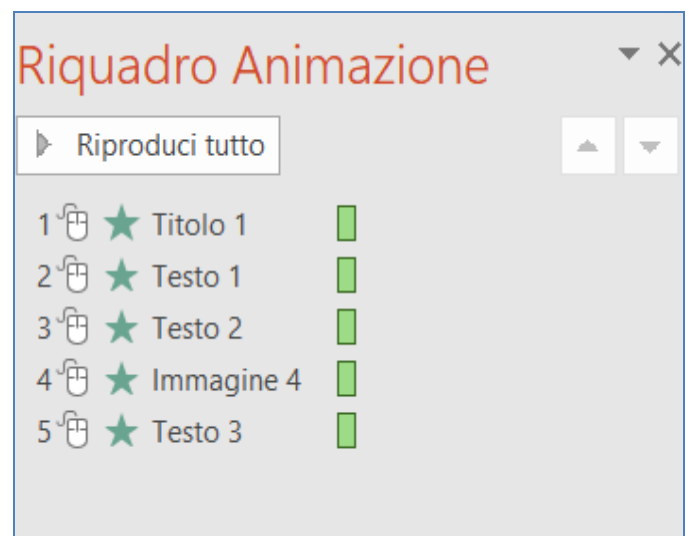 Riquadro Animazione
Riproduci tutto
1 Titolo 1
2 Testo 1
3 Testo 2
4 Immagine 4
5 Testo 3